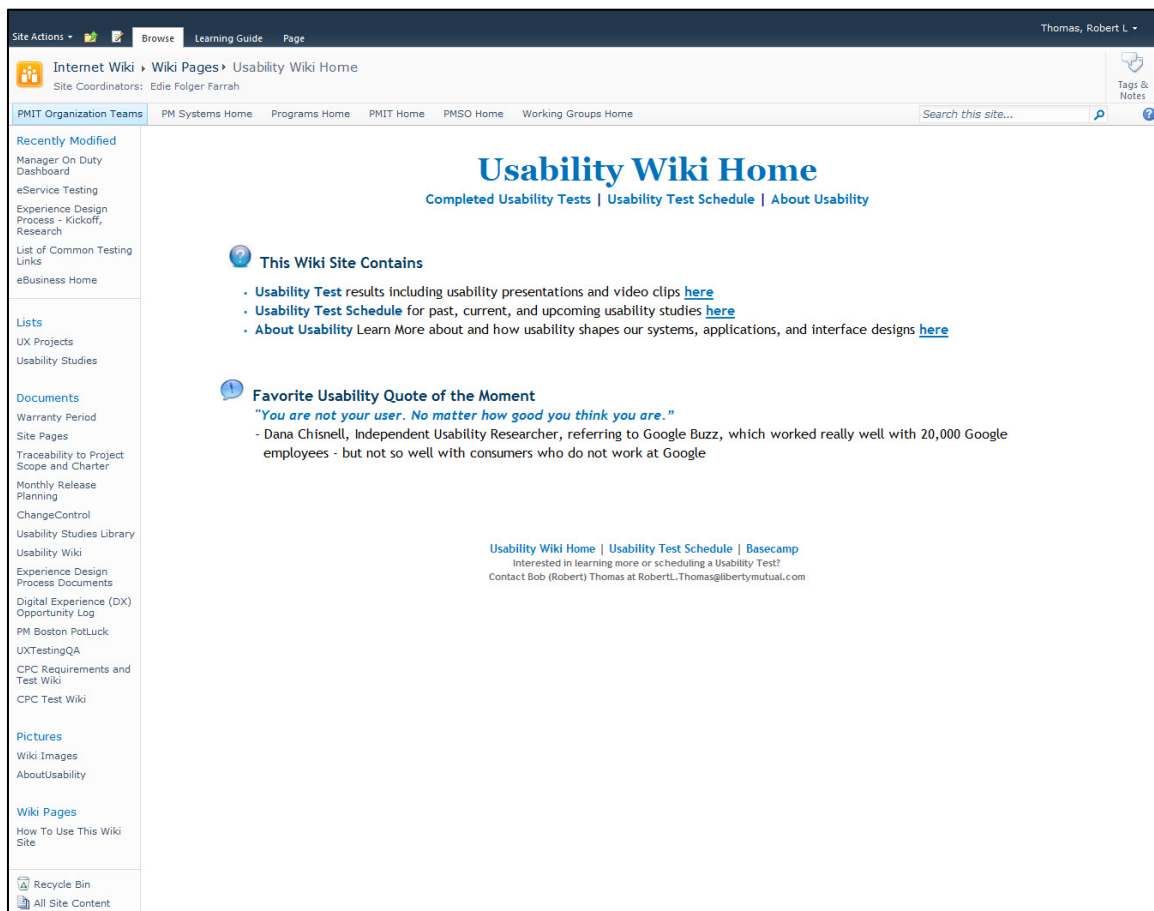 Site Actions
Browse
Learning Guide
Page
Thomas, Robert L
Internet Wiki › Wiki Pages › Usability Wiki Home
Site Coordinators: Edie Folger Farrah
Tags &
Notes
PMIT Organization Teams
PM Systems Home
Programs Home
PMIT Home
PMSO Home
Working Groups Home
Search this site...
Recently Modified
Manager On Duty
Dashboard
eService Testing
Experience Design
Process - Kickoff,
Research
List of Common Testing
Links
eBusiness Home
Lists
UX Projects
Usability Studies
Documents
Warranty Period
Site Pages
Traceability to Project
Scope and Charter
Monthly Release
Planning
ChangeControl
Usability Studies Library
Usability Wiki
Experience Design
Process Documents
Digital Experience (DX)
Opportunity Log
PM Boston PotLuck
UXTestingQA
CPC Requirements and
Test Wiki
CPC Test Wiki
Pictures
Wiki Images
AboutUsability
Wiki Pages
How To Use This Wiki
Site
Recycle Bin
All Site Content
Usability Wiki Home
Completed Usability Tests | Usability Test Schedule | About Usability
This Wiki Site Contains
• Usability Test results including usability presentations and video clips here
• Usability Test Schedule for past, current, and upcoming usability studies here
• About Usability Learn More about and how usability shapes our systems, applications, and interface designs here
Favorite Usability Quote of the Moment
"You are not your user. No matter how good you think you are.”
- Dana Chisnell, Independent Usability Researcher, referring to Google Buzz, which worked really well with 20,000 Google
employees - but not so well with consumers who do not work at Google
Usability Wiki Home | Usability Test Schedule | Basecamp
Interested in learning more or scheduling a Usability Test?
Contact Bob (Robert) Thomas at RobertL.Thomas@libertymutual.com